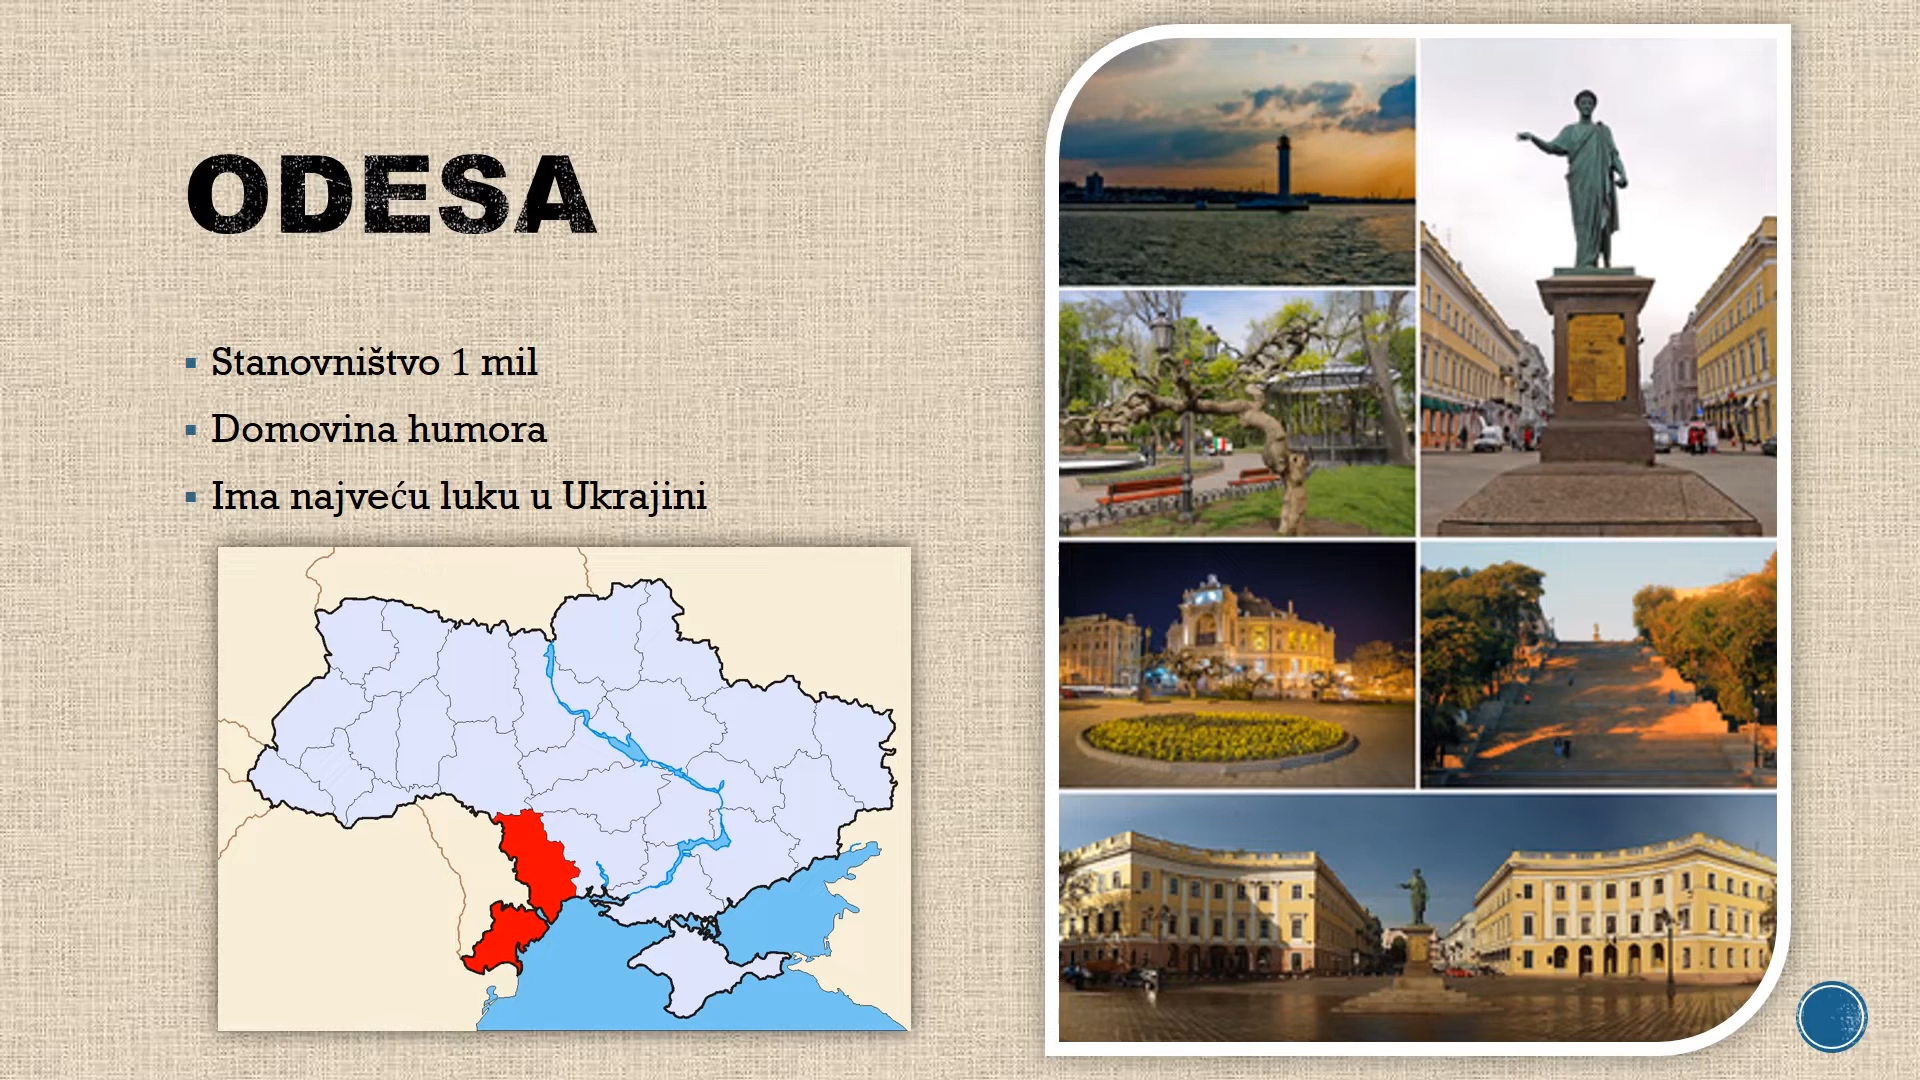 ODESA
Stanovništvo 1 mil
Domovina humora
Ima najveću luku u Ukrajini